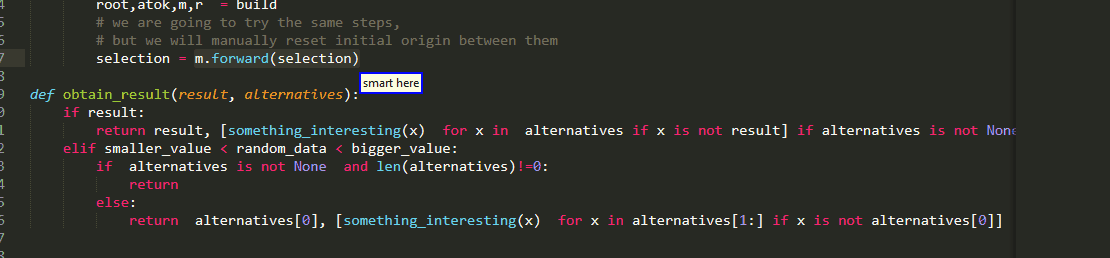 4 root,atok,m,r  = build
5 # we are going to try the same steps,
6 # but we will manually reset initial origin between them
7 selection = m.forward(selection)
8 smart here
9 def obtain_result(result, alternatives):
0 if result:
1 return result, [something_interesting(x)  for x in  alternatives if x is not result] if alternatives is not None
2 elif smaller_value < random_data < bigger_value:
3 if  alternatives is not None  and len(alternatives)!=0:
4 return
5 else:
6 return  alternatives[0], [something_interesting(x)  for x in alternatives[1:] if x is not alternatives[0]]
7
8